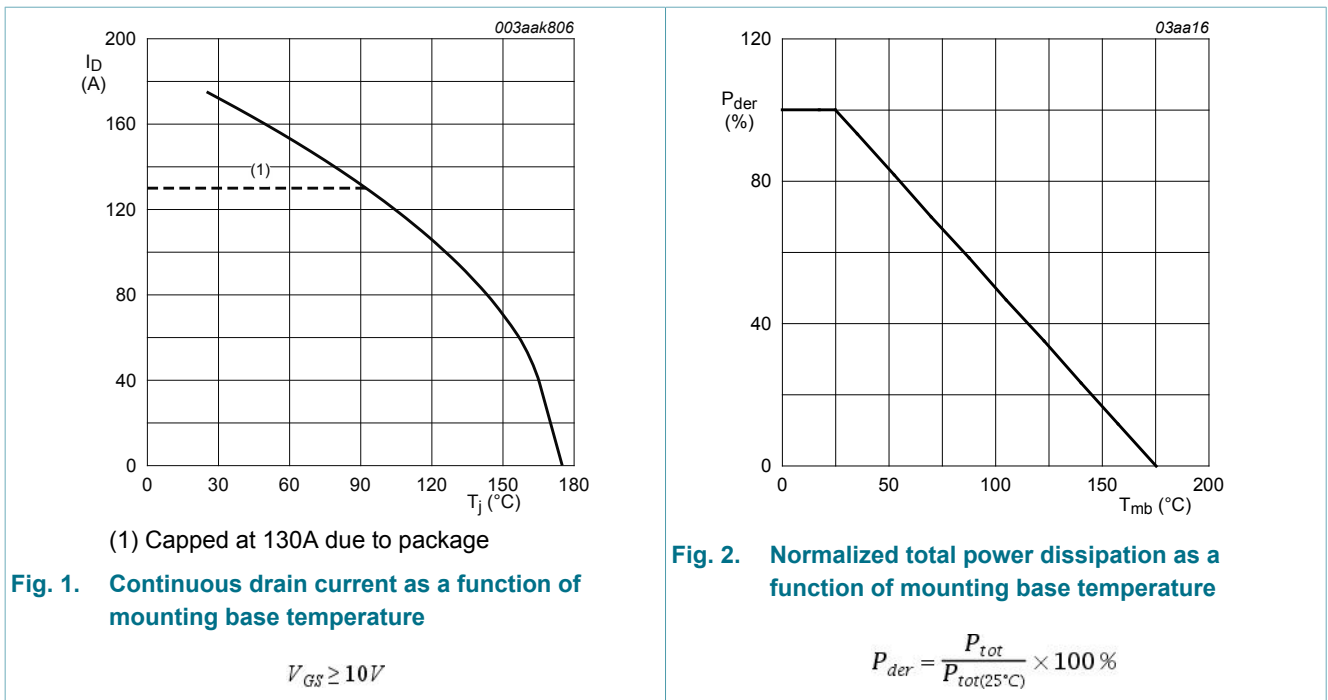 003aak806
200
I_D
(A)
160
(1)
120
80
40
0
0 30 60 90 120 150 180
T_j (°C)
(1) Capped at 130A due to package
Fig. 1. Continuous drain current as a function of
mounting base temperature
V_GS ≥ 10V
03aa16
120
P_der
(%)
80
40
0
0 50 100 150 200
T_mb (°C)
Fig. 2. Normalized total power dissipation as a
function of mounting base temperature
P_der = P_tot / P_tot(25°C) × 100 %